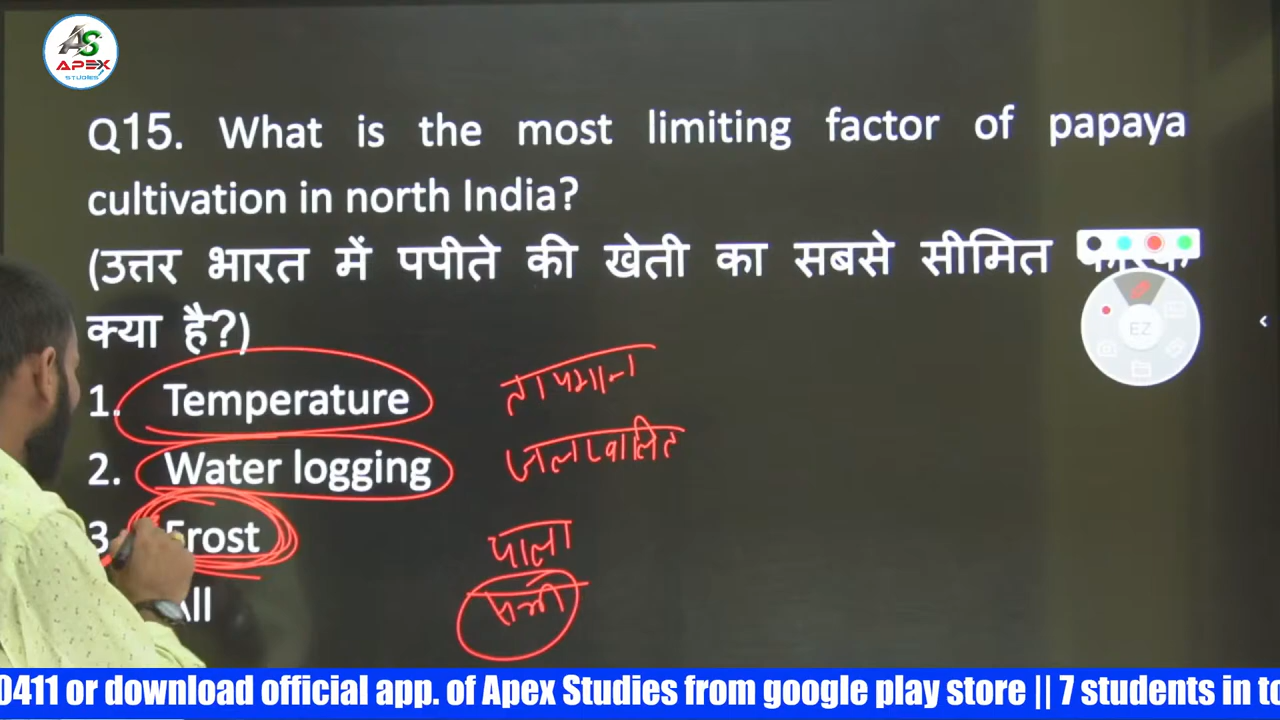 AS
APEX
STUDIES
Q15. What is the most limiting factor of papaya
cultivation in north India?
(उत्तर भारत में पपीते की खेती का सबसे सीमित
क्या है?)
1. Temperature तापमान
2. Water logging
3 Frost पाला
All सभी
EZ
0411 or download official app. of Apex Studies from google play store || 7 students in to